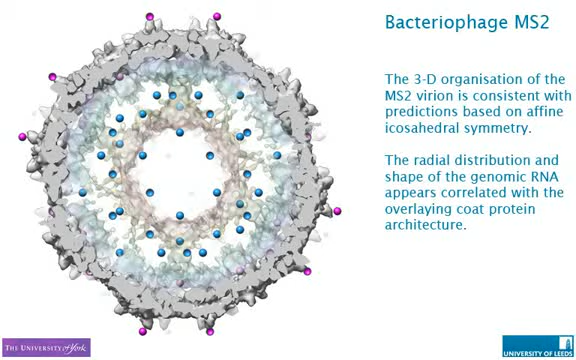 Bacteriophage MS2
The 3-D organisation of the
MS2 virion is consistent with
predictions based on affine
icosahedral symmetry.
The radial distribution and
shape of the genomic RNA
appears correlated with the
overlaying coat protein
architecture.
THE UNIVERSITY of York
UNIVERSITY OF LEEDS